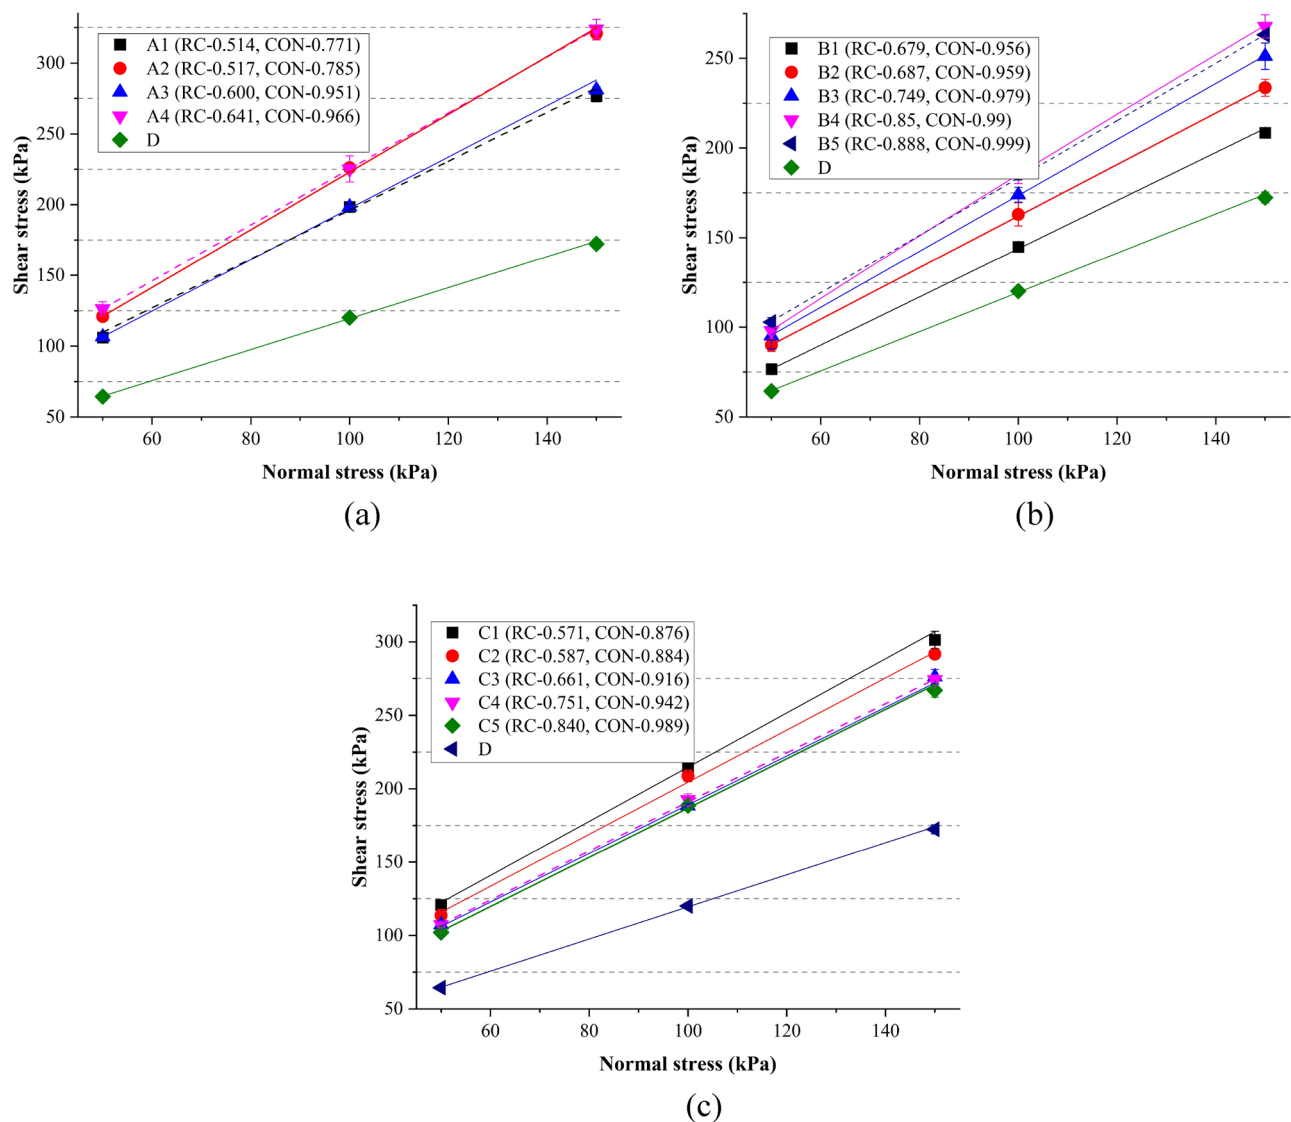 A1 (RC-0.514, CON-0.771)
A2 (RC-0.517, CON-0.785)
A3 (RC-0.600, CON-0.951)
A4 (RC-0.641, CON-0.966)
D
300
250
200
150
100
50
Shear stress (kPa)
60 80 100 120 140
Normal stress (kPa)
(a)
B1 (RC-0.679, CON-0.956)
B2 (RC-0.687, CON-0.959)
B3 (RC-0.749, CON-0.979)
B4 (RC-0.85, CON-0.99)
B5 (RC-0.888, CON-0.999)
D
250
200
150
100
50
Shear stress (kPa)
60 80 100 120 140
Normal stress (kPa)
(b)
C1 (RC-0.571, CON-0.876)
C2 (RC-0.587, CON-0.884)
C3 (RC-0.661, CON-0.916)
C4 (RC-0.751, CON-0.942)
C5 (RC-0.840, CON-0.989)
D
300
250
200
150
100
50
Shear stress (kPa)
60 80 100 120 140
Normal stress (kPa)
(c)